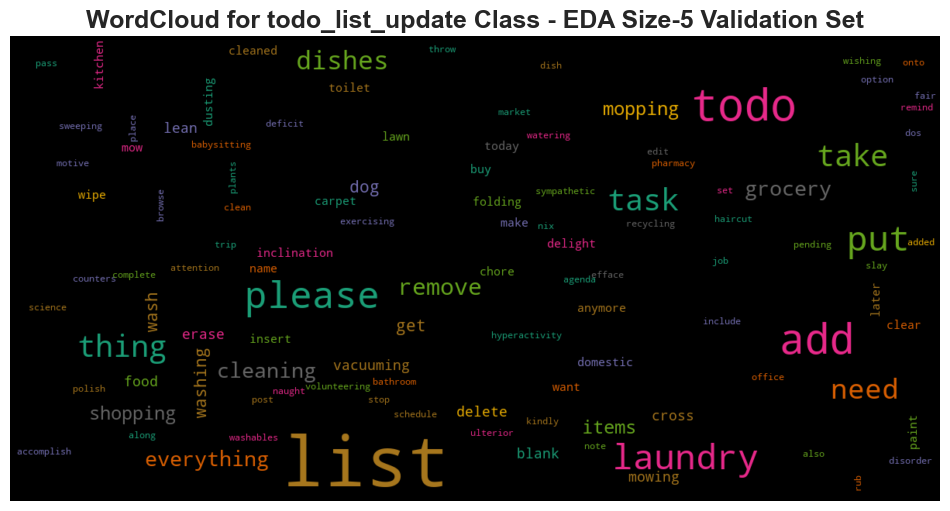 WordCloud for todo_list_update Class - EDA Size-5 Validation Set
pass
kitchen
cleaned
dishes
throw
dish
wishing
onto
toilet
dusting
option
fair
remind
todo
mopping
market
sweeping
place
lean
deficit
lawn
watering
dos
mow
babysitting
today
edit
take
motive
plants
buy
pharmacy
sure
wipe
browse
dog
sympathetic
set
grocery
clean
carpet
folding
task
exercising
make
nix
recycling
haircut
put
trip
inclination
delight
pending
added
name
attention
chore
agenda
efface
job
slay
counters
complete
please
remove
later
science
wash
anymore
erase
insert
get
hyperactivity
include
clear
add
thing
cleaning
vacuuming
domestic
food
washing
polish
naught
volunteering
bathroom
want
office
need
shopping
post
stop
schedule
delete
kindly
cross
items
along
washables
ulterior
note
paint
accomplish
everything
list
blank
laundry
also
disorder
mowing
rub